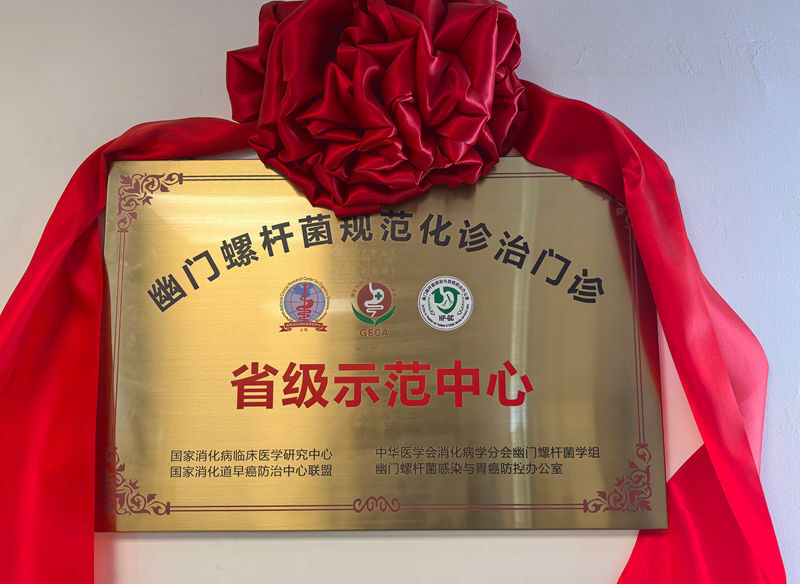 幽门螺杆菌规范化诊治门诊
GECA
HP-GC
省级示范中心
国家消化病临床医学研究中心
国家消化道早癌防治中心联盟
中华医学会消化病学分会幽门螺杆菌学组
幽门螺杆菌感染与胃癌防控办公室